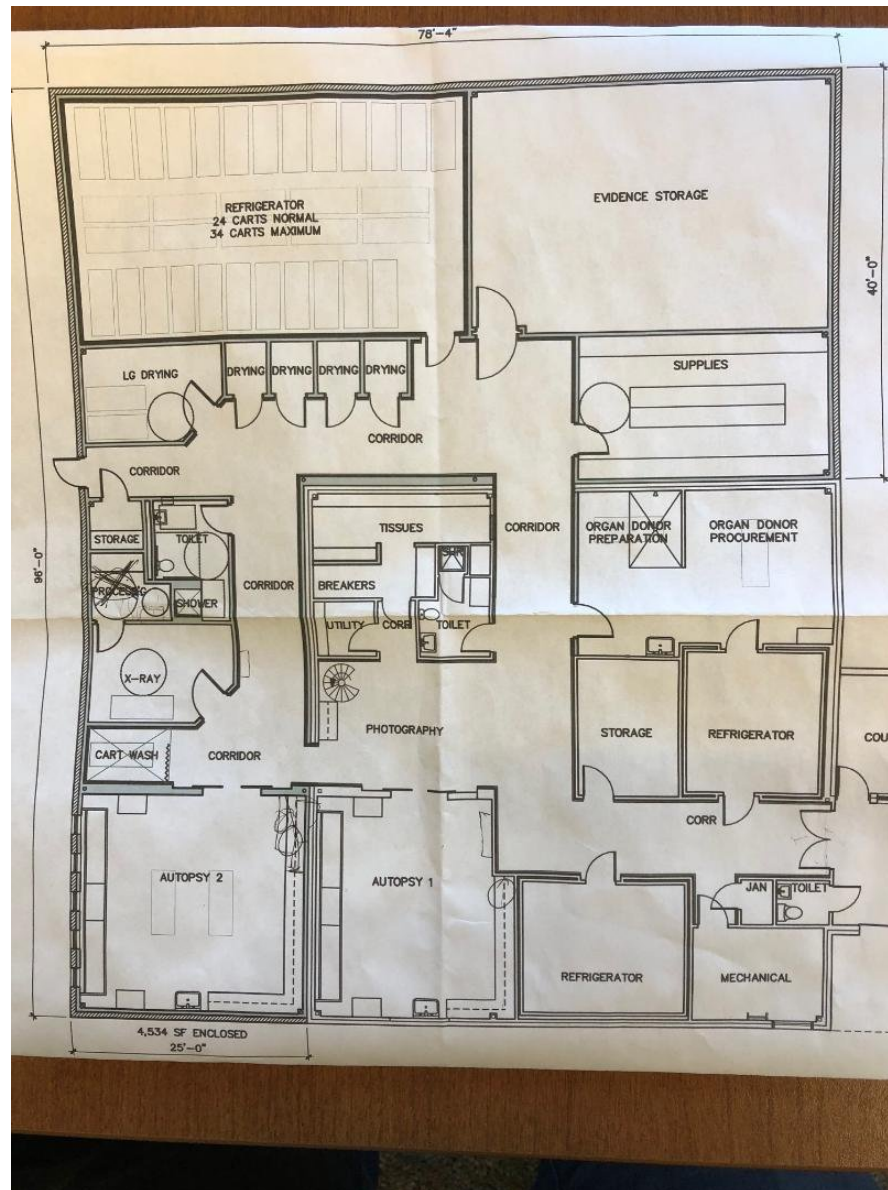 78'-4"
REFRIGERATOR
24 CARTS NORMAL
34 CARTS MAXIMUM
EVIDENCE STORAGE
40'-0"
LG DRYING
DRYING
DRYING
DRYING
DRYING
SUPPLIES
CORRIDOR
CORRIDOR
TISSUES
CORRIDOR
ORGAN DONOR
PREPARATION
ORGAN DONOR
PROCUREMENT
STORAGE
TOILET
SHR
96'-0"
CORRIDOR
BREAKERS
SHOWER
UTILITY
CORR
TOILET
X-RAY
PHOTOGRAPHY
STORAGE
REFRIGERATOR
COU
CART WASH
CORRIDOR
CORR
AUTOPSY 2
AUTOPSY 1
JAN
TOILET
REFRIGERATOR
MECHANICAL
4,534 SF ENCLOSED
25'-0"